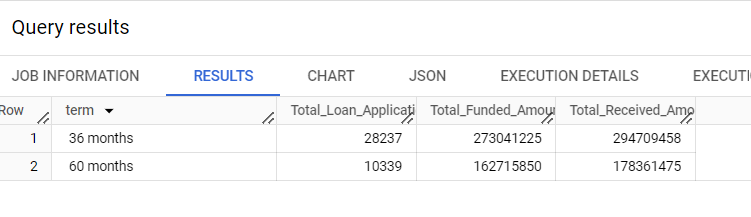 Query results
JOB INFORMATION RESULTS CHART JSON EXECUTION DETAILS EXECUTI
Row term Total_Loan_Applicati Total_Funded_Amour Total_Received_Amo
1 36 months 28237 273041225 294709458
2 60 months 10339 162715850 178361475